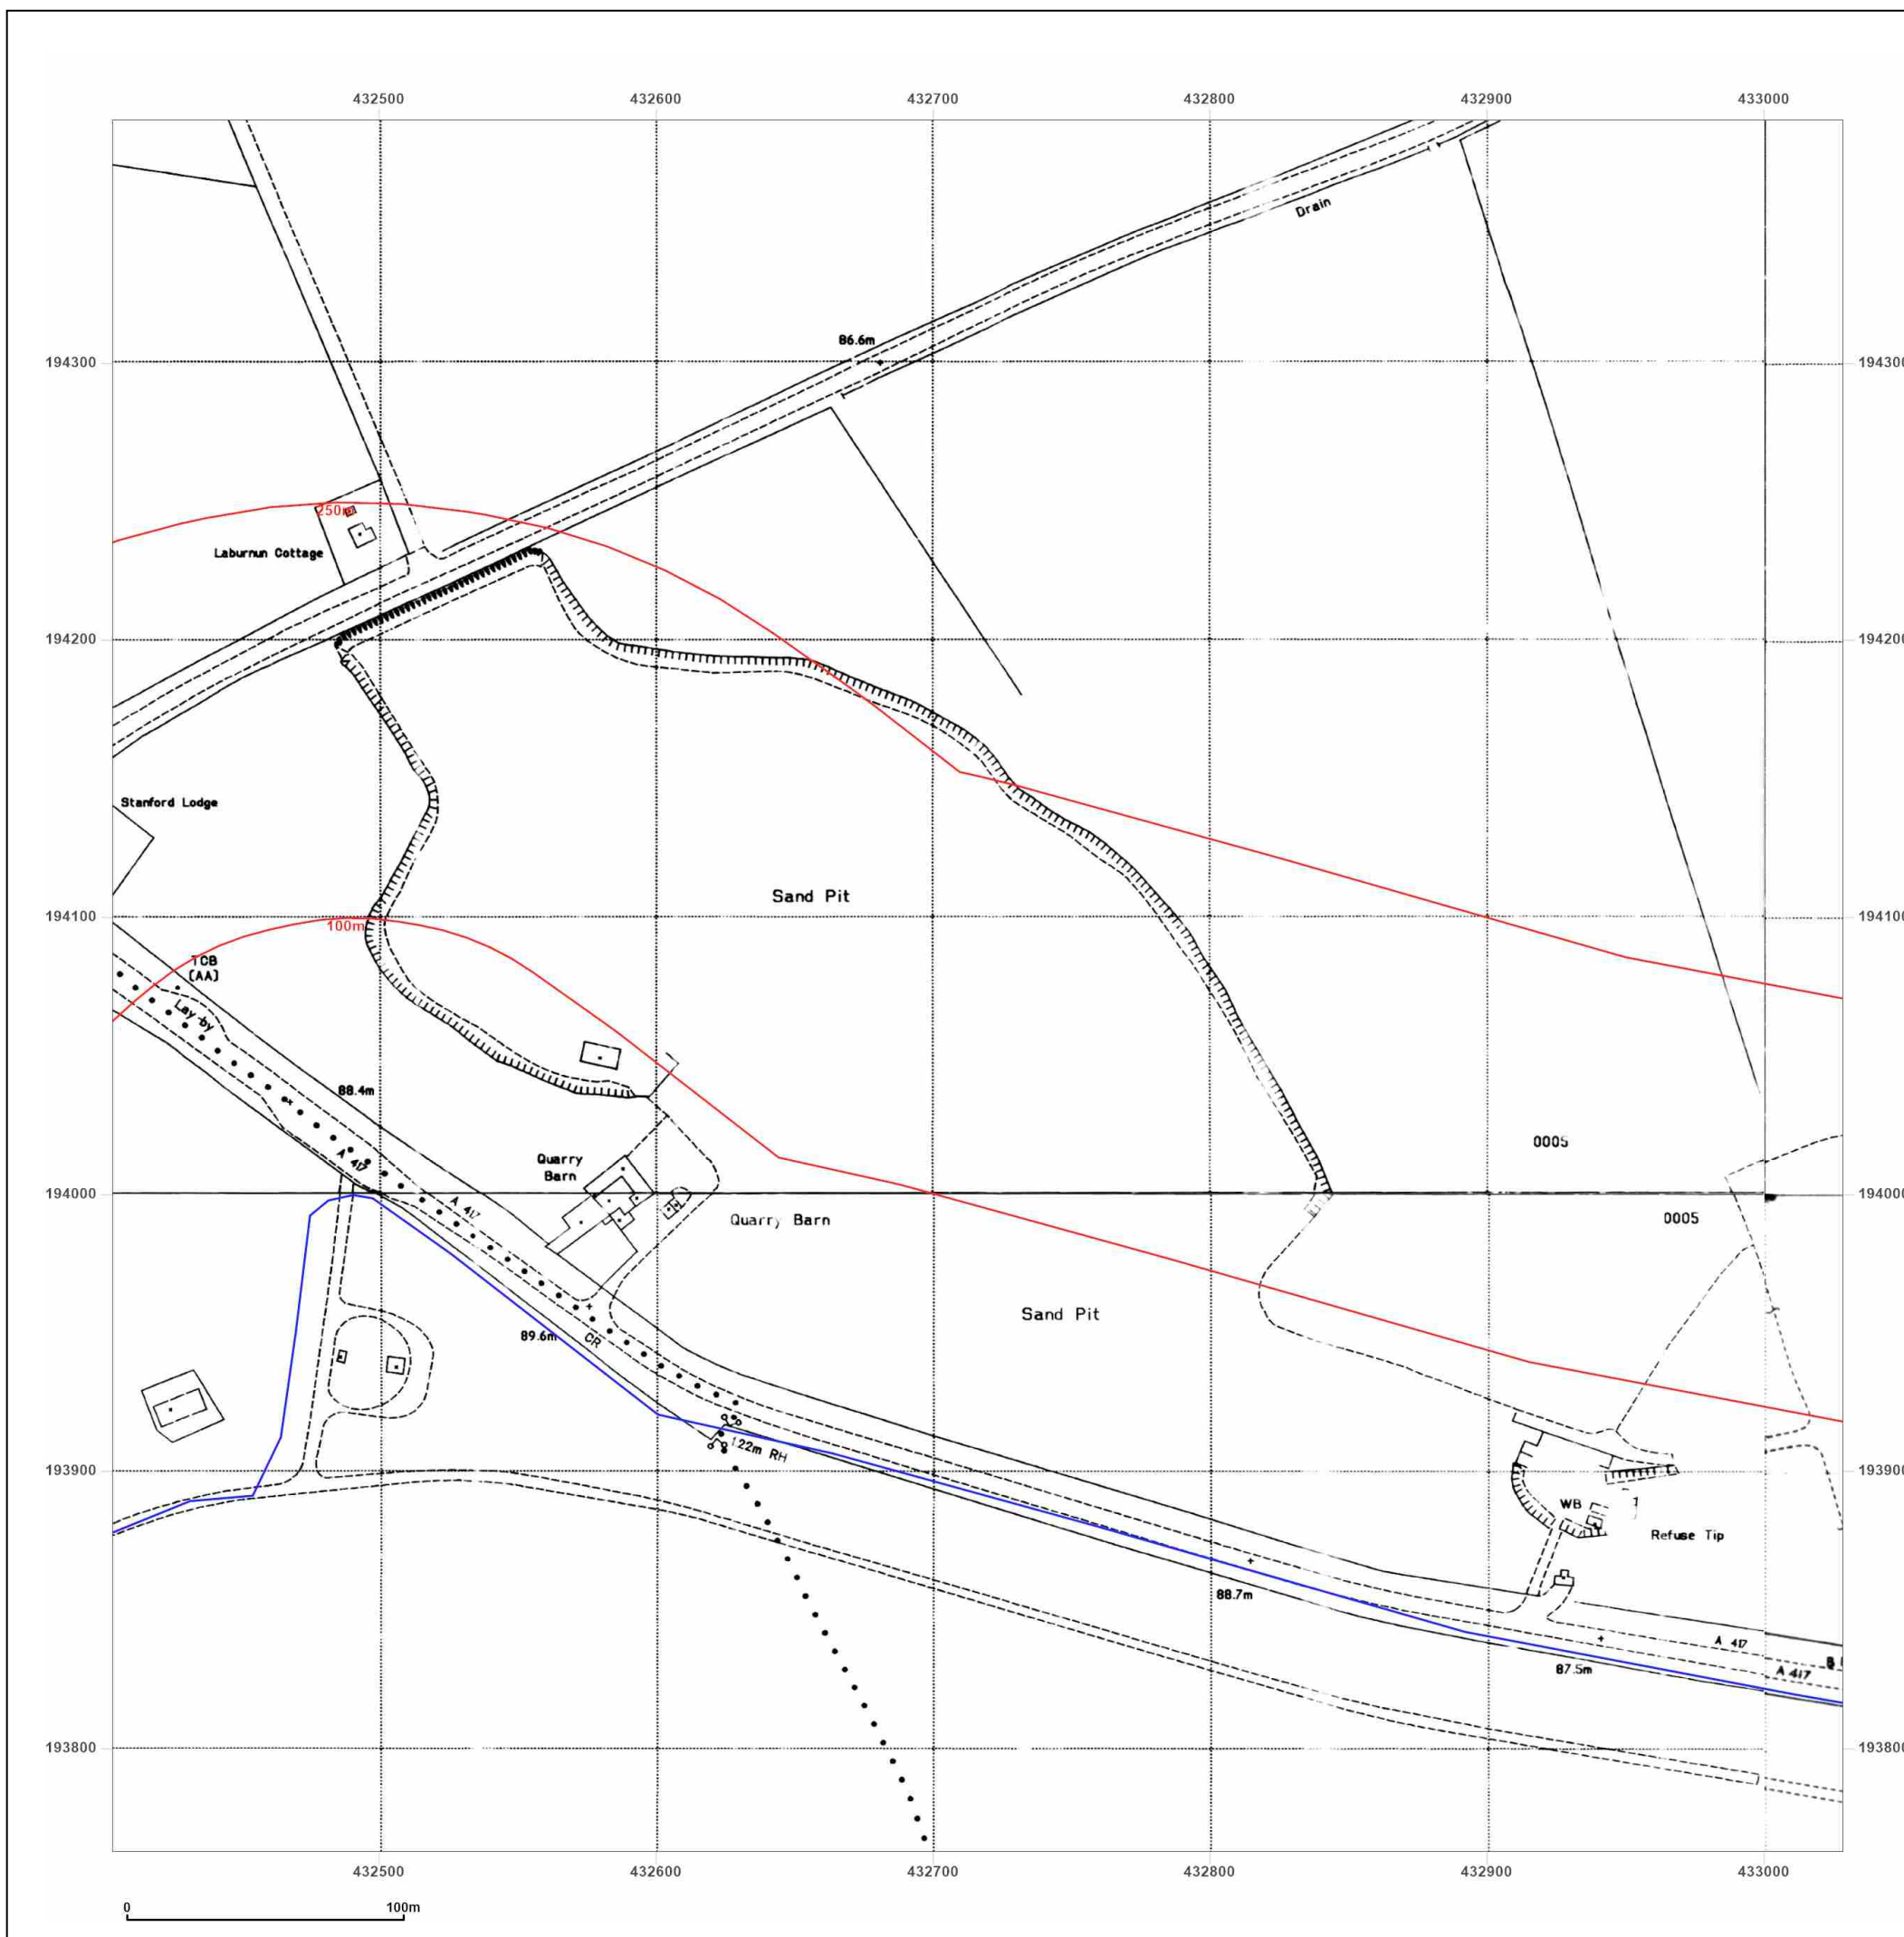 432500 432600 432700 432800 432900 433000
Drain
86.6m
194300 194300
250m
Laburnun Cottage
194200 194200
Stanford Lodge
Sand Pit
194100 194100
100m
TCB
(AA)
Lay-by
88.4m
0005
A 417
Quarry
Barn
194000 194000
A 417
Quarry Barn
0005
Sand Pit
89.6m
CR
1.22m RH
193900 193900
WB
Refuse Tip
88.7m
A 417
87.5m
A 417
193800 193800
432500 432600 432700 432800 432900 433000
0 100m